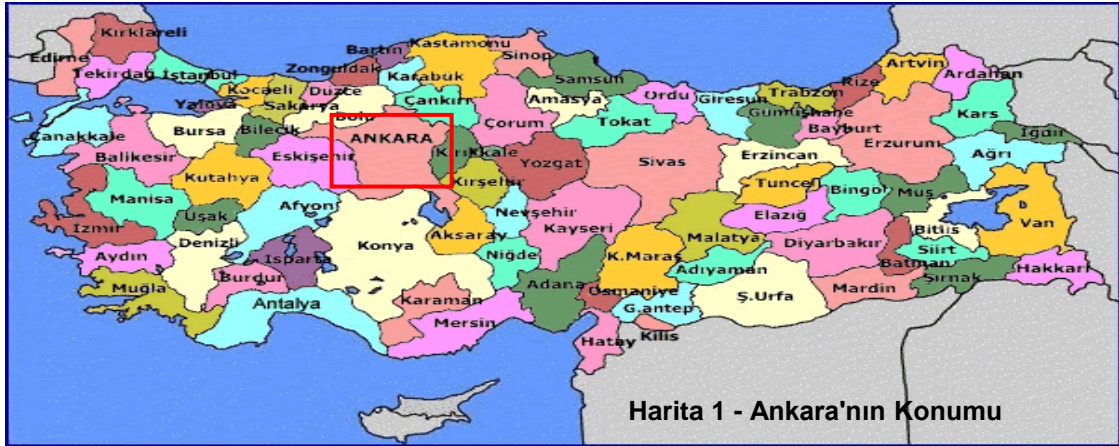 Kırklareli
Edirne
Tekirdağ
İstanbul
Kocaeli
Yalova
Sakarya
Düzce
Zonguldak
Bartın
Karabük
Kastamonu
Sinop
Samsun
Ordu
Giresun
Trabzon
Rize
Artvin
Ardahan
Kars
Iğdır
Gümüşhane
Bayburt
Erzurum
Ağrı
Çanakkale
Bursa
Bilecik
Bolu
Çankırı
Çorum
Amasya
Tokat
Balikesir
Kutahya
Eskişehir
ANKARA
Kırıkkale
Yozgat
Sivas
Erzincan
Tunceli
Bingöl
Muş
Kırşehir
Manisa
Uşak
Afyon
İzmir
Aydın
Denizli
Isparta
Burdur
Muğla
Antalya
Konya
Aksaray
Nevşehir
Niğde
Kayseri
Malatya
Elazığ
Diyarbakır
Batman
Bitlis
Siirt
Van
Şırnak
Hakkari
Karaman
Mersin
Adana
K.Maraş
Osmaniye
Adıyaman
G.antep
Ş.Urfa
Mardin
Hatay
Kilis
Harita 1 - Ankara'nın Konumu